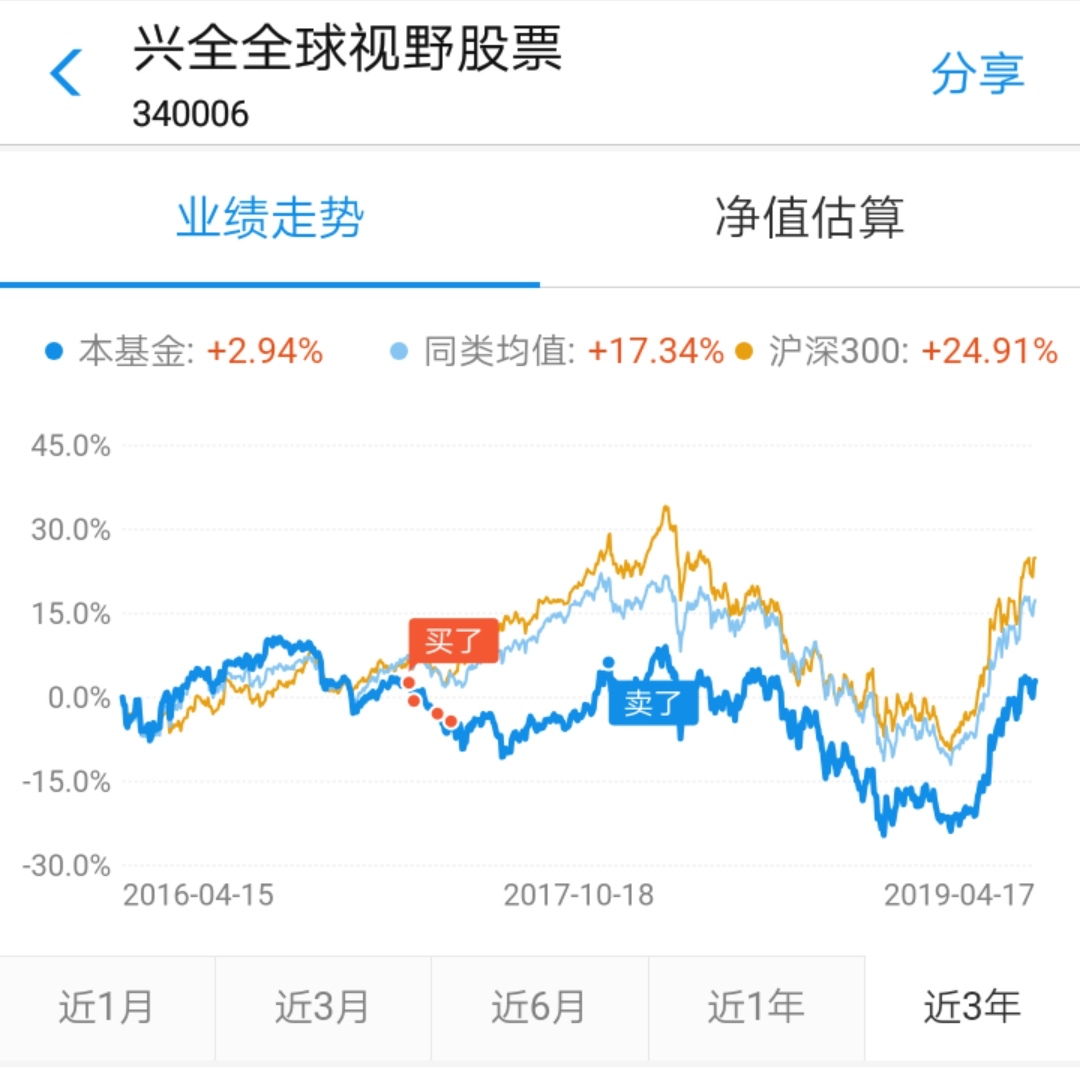 兴全全球视野股票
340006
分享
业绩走势 净值估算
本基金: +2.94% 同类均值: +17.34% 沪深300: +24.91%
45.0%
30.0%
15.0%
买了
0.0%
卖了
-15.0%
-30.0%
2016-04-15 2017-10-18 2019-04-17
近1月 近3月 近6月 近1年 近3年